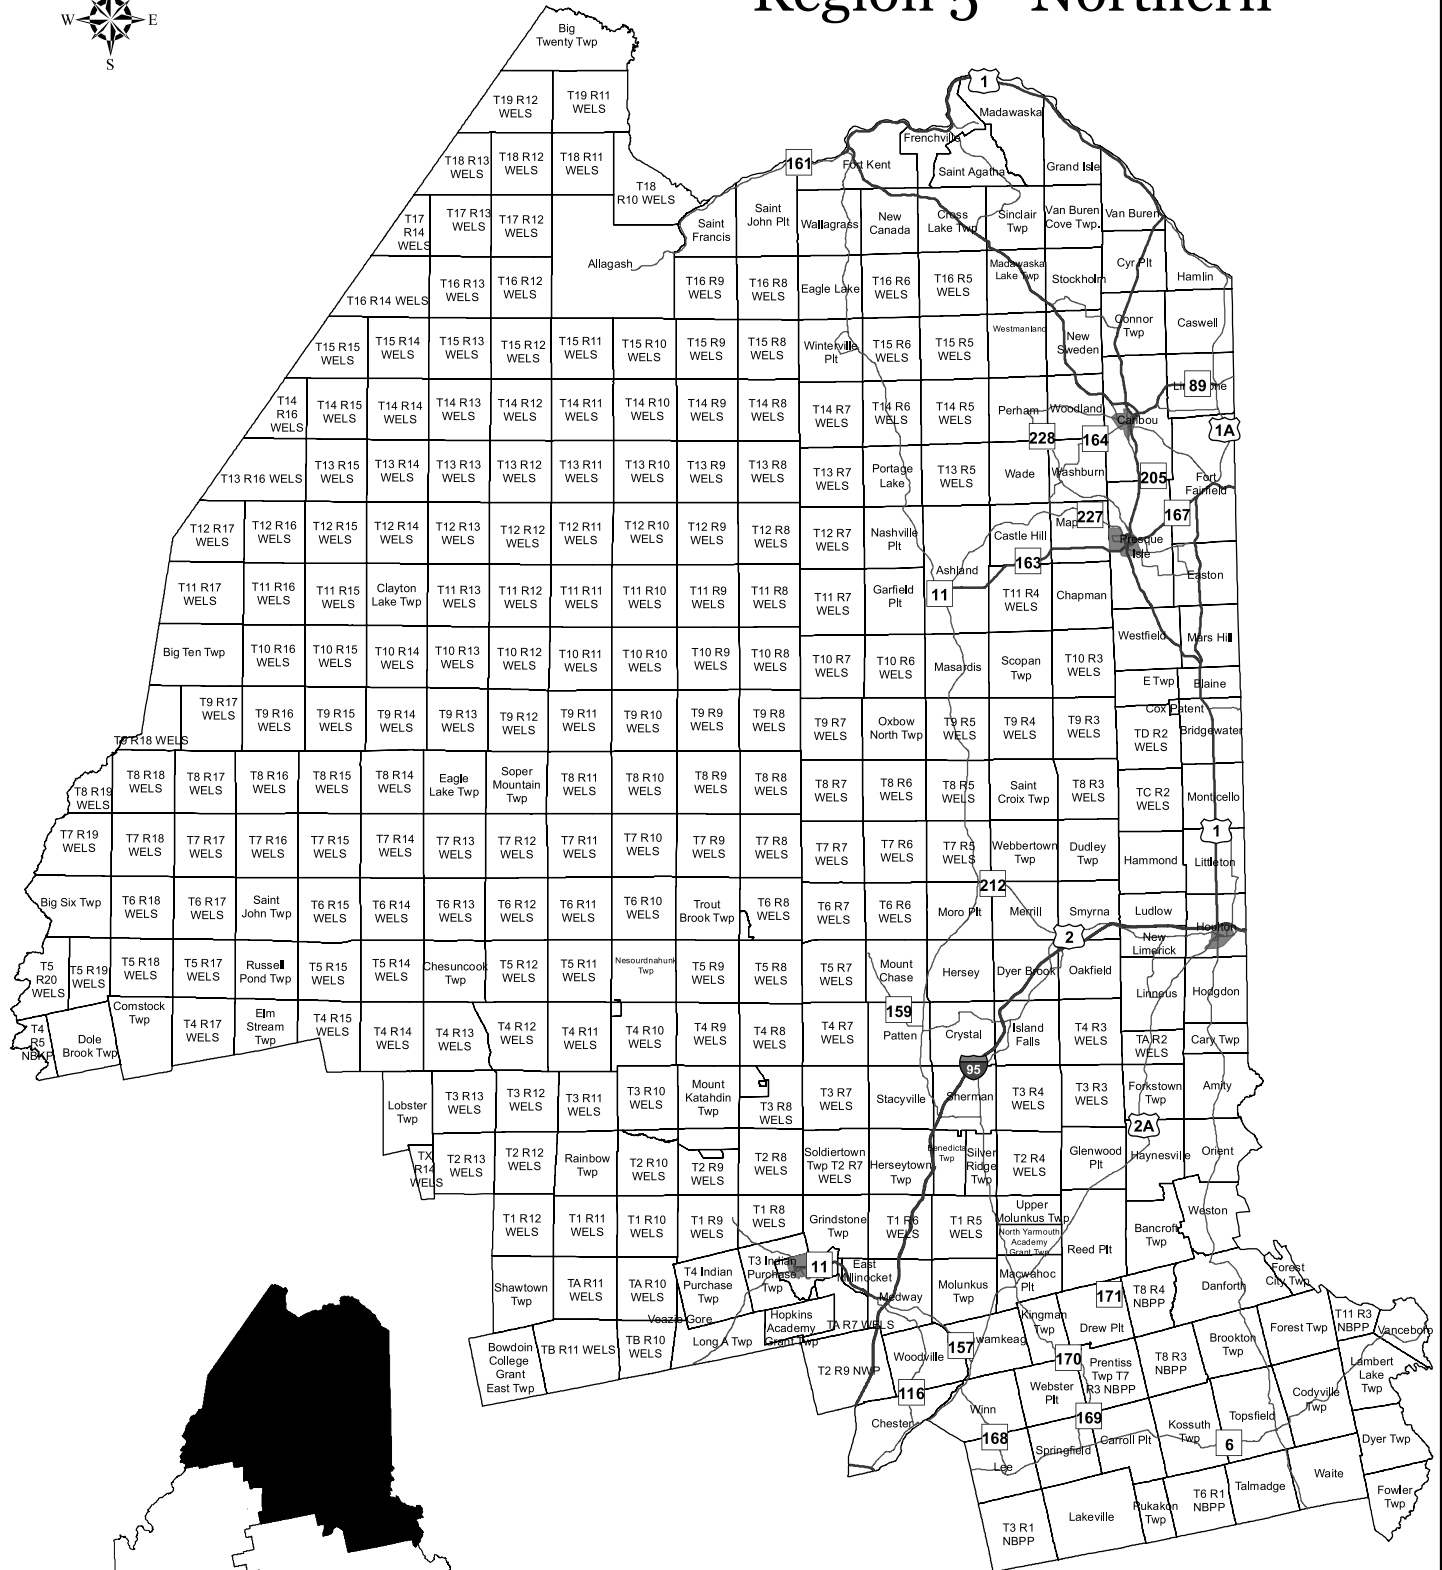 Region 5 - Northern
W E
S
Big
Twenty Twp
T19 R12
WELS
T19 R11
WELS
T18 R13
WELS
T18 R12
WELS
T18 R11
WELS
T18
R10 WELS
T17
R14
WELS
T17 R13
WELS
T17 R12
WELS
Allagash
Saint
Francis
Saint
John Plt
161
Fort Kent
Frenchville
1
Madawaska
Saint Agatha
Grand Isle
Wallagrass
New
Canada
Cross
Lake Twp
Sinclair
Twp
Van Buren
Cove Twp.
Van Buren
T16 R14 WELS
T16 R13
WELS
T16 R12
WELS
T16 R9
WELS
T16 R8
WELS
Eagle Lake
T16 R6
WELS
T16 R5
WELS
Madawaska
Lake Twp
Stockholm
Cyr Plt
Hamlin
T15 R15
WELS
T15 R14
WELS
T15 R13
WELS
T15 R12
WELS
T15 R11
WELS
T15 R10
WELS
T15 R9
WELS
T15 R8
WELS
Winterville
Plt
T15 R6
WELS
T15 R5
WELS
Westmanland
New
Sweden
Connor
Twp
Caswell
T14
R16
WELS
T14 R15
WELS
T14 R14
WELS
T14 R13
WELS
T14 R12
WELS
T14 R11
WELS
T14 R10
WELS
T14 R9
WELS
T14 R8
WELS
T14 R7
WELS
T14 R6
WELS
T14 R5
WELS
Perham
Woodland
Caribou
89
1A
228
164
T13 R16 WELS
T13 R15
WELS
T13 R14
WELS
T13 R13
WELS
T13 R12
WELS
T13 R11
WELS
T13 R10
WELS
T13 R9
WELS
T13 R8
WELS
T13 R7
WELS
Portage
Lake
T13 R5
WELS
Wade
Washburn
205
Fort
Fairfield
T12 R17
WELS
T12 R16
WELS
T12 R15
WELS
T12 R14
WELS
T12 R13
WELS
T12 R12
WELS
T12 R11
WELS
T12 R10
WELS
T12 R9
WELS
T12 R8
WELS
T12 R7
WELS
Nashville
Plt
Castle Hill
Map
227
167
Presque
Isle
163
T11 R17
WELS
T11 R16
WELS
T11 R15
WELS
Clayton
Lake Twp
T11 R13
WELS
T11 R12
WELS
T11 R11
WELS
T11 R10
WELS
T11 R9
WELS
T11 R8
WELS
T11 R7
WELS
Garfield
Plt
Ashland
11
T11 R4
WELS
Chapman
Easton
Big Ten Twp
T10 R16
WELS
T10 R15
WELS
T10 R14
WELS
T10 R13
WELS
T10 R12
WELS
T10 R11
WELS
T10 R10
WELS
T10 R9
WELS
T10 R8
WELS
T10 R7
WELS
T10 R6
WELS
Masardis
Scopan
Twp
T10 R3
WELS
Westfield
Mars Hill
E Twp
Blaine
T9 R18 WELS
T9 R17
WELS
T9 R16
WELS
T9 R15
WELS
T9 R14
WELS
T9 R13
WELS
T9 R12
WELS
T9 R11
WELS
T9 R10
WELS
T9 R9
WELS
T9 R8
WELS
T9 R7
WELS
Oxbow
North Twp
T9 R5
WELS
T9 R4
WELS
T9 R3
WELS
Cox Patent
TD R2
WELS
Bridgewater
T8 R19
WELS
T8 R18
WELS
T8 R17
WELS
T8 R16
WELS
T8 R15
WELS
T8 R14
WELS
Eagle
Lake Twp
Soper
Mountain
Twp
T8 R11
WELS
T8 R10
WELS
T8 R9
WELS
T8 R8
WELS
T8 R7
WELS
T8 R6
WELS
T8 R5
WELS
Saint
Croix Twp
T8 R3
WELS
TC R2
WELS
Monticello
T7 R19
WELS
T7 R18
WELS
T7 R17
WELS
T7 R16
WELS
T7 R15
WELS
T7 R14
WELS
T7 R13
WELS
T7 R12
WELS
T7 R11
WELS
T7 R10
WELS
T7 R9
WELS
T7 R8
WELS
T7 R7
WELS
T7 R6
WELS
T7 R5
WELS
Webbertown
Twp
Dudley
Twp
Hammond
1
Littleton
Big Six Twp
T6 R18
WELS
T6 R17
WELS
Saint
John Twp
T6 R15
WELS
T6 R14
WELS
T6 R13
WELS
T6 R12
WELS
T6 R11
WELS
T6 R10
WELS
Trout
Brook Twp
T6 R8
WELS
T6 R7
WELS
T6 R6
WELS
Moro Plt
212
Merrill
Smyrna
Ludlow
Houlton
2
New
Limerick
T5
R20
WELS
T5 R19
WELS
T5 R18
WELS
T5 R17
WELS
Russell
Pond Twp
T5 R15
WELS
T5 R14
WELS
Chesuncook
Twp
T5 R12
WELS
T5 R11
WELS
Nesourdnahunk
Twp
T5 R9
WELS
T5 R8
WELS
T5 R7
WELS
Mount
Chase
Hersey
Dyer Brook
Oakfield
Linneus
Hodgdon
T4
R5
NBKP
Dole
Brook Twp
Comstock
Twp
T4 R17
WELS
Elm
Stream
Twp
T4 R15
WELS
T4 R14
WELS
T4 R13
WELS
T4 R12
WELS
T4 R11
WELS
T4 R10
WELS
T4 R9
WELS
T4 R8
WELS
T4 R7
WELS
159
Patten
Crystal
Island
Falls
T4 R3
WELS
TA R2
WELS
Cary Twp
95
Lobster
Twp
T3 R13
WELS
T3 R12
WELS
T3 R11
WELS
T3 R10
WELS
Mount
Katahdin
Twp
T3 R8
WELS
T3 R7
WELS
Stacyville
Sherman
T3 R4
WELS
T3 R3
WELS
Forkstown
Twp
Amity
2A
TX
R14
WELS
T2 R13
WELS
T2 R12
WELS
Rainbow
Twp
T2 R10
WELS
T2 R9
WELS
T2 R8
WELS
Soldiertown
Twp T2 R7
WELS
Herseytown
Twp
Benedicta
Twp
Silver
Ridge
Twp
T2 R4
WELS
Glenwood
Plt
Haynesville
Orient
T1 R12
WELS
T1 R11
WELS
T1 R10
WELS
T1 R9
WELS
T1 R8
WELS
Grindstone
Twp
T1 R6
WELS
T1 R5
WELS
Upper
Molunkus Twp
North Yarmouth
Academy
Grant Twp
Reed Plt
Bancroft
Twp
Weston
Shawtown
Twp
TA R11
WELS
TA R10
WELS
T4 Indian
Purchase
Twp
T3 Indian
Purchase
Twp
11
East
Millinocket
Medway
Molunkus
Twp
Macwahoc
Plt
171
T8 R4
NBPP
Danforth
Forest
City Twp
Veazie Gore
Hopkins
Academy
Grant Twp
TA R7 WELS
Kingman
Twp
Drew Plt
T11 R3
NBPP
Vanceboro
Bowdoin
College
Grant
East Twp
TB R11 WELS
TB R10
WELS
Long A Twp
T2 R9 NWP
Woodville
157
wamkeag
170
Prentiss
Twp T7
R3 NBPP
T8 R3
NBPP
Brookton
Twp
Forest Twp
Lambert
Lake
Twp
116
Chester
Winn
Webster
Plt
169
Codyville
Twp
168
Lee
Springfield
Carroll Plt
Kossuth
Twp
Topsfield
6
Dyer Twp
T3 R1
NBPP
Lakeville
Pukakon
Twp
T6 R1
NBPP
Talmadge
Waite
Fowler
Twp